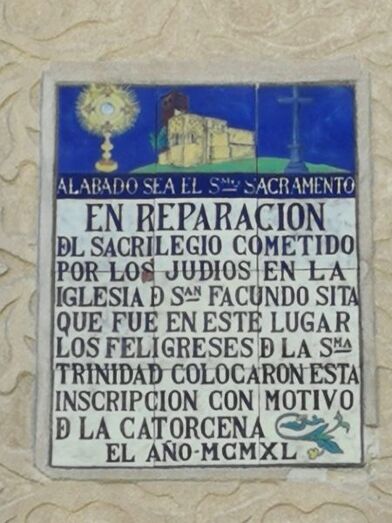 ALABADO SEA EL Sᵐᵒ SACRAMENTO
EN REPARACION
DL SACRILEGIO COMETIDO
POR LOS JUDIOS EN LA
IGLESIA D Sᴬᴺ FACUNDO SITA
QUE FUE EN ESTE LUGAR
LOS FELIGRESES D LA Sᴹᴬ
TRINIDAD COLOCARON ESTA
INSCRIPCION CON MOTIVO
D LA CATORCENA
EL AÑO-MCMXL